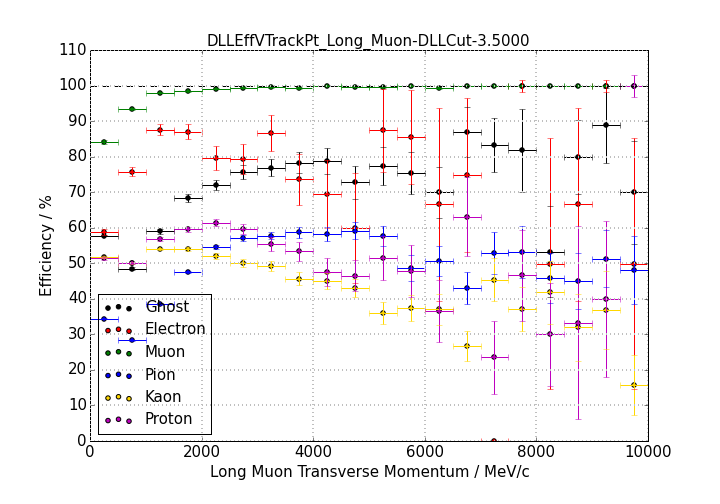 DLLEffVTrackPt_Long_Muon-DLLCut-3.5000
110
100
90
80
70
60
50
40
30
20
10
0
Efficiency / %
Ghost
Electron
Muon
Pion
Kaon
Proton
0 2000 4000 6000 8000 10000
Long Muon Transverse Momentum / MeV/c